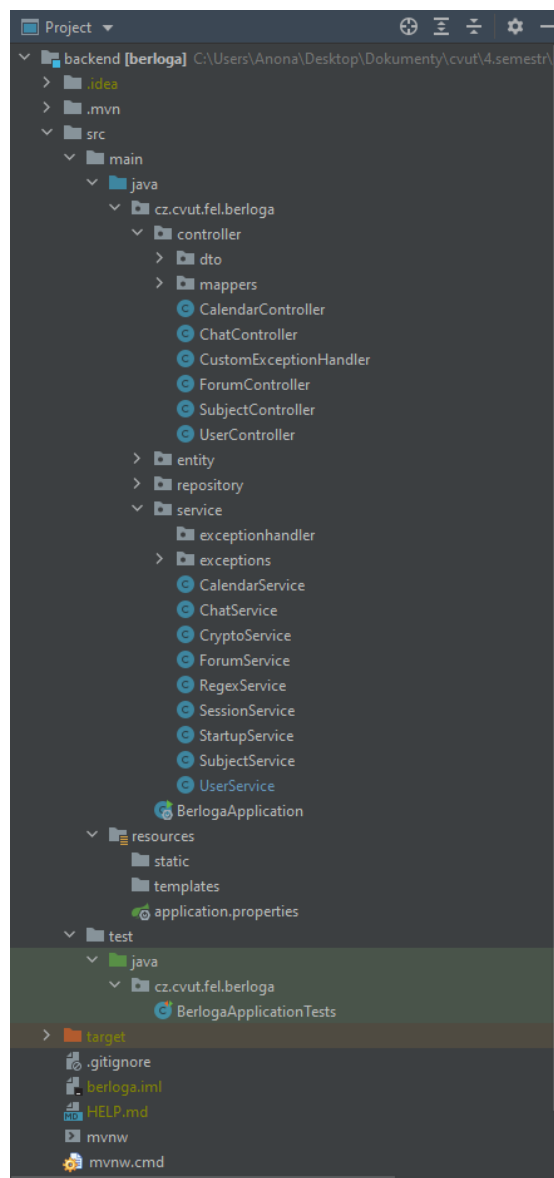 Project
backend [berloga] C:\Users\Anona\Desktop\Dokumenty\cvut\4.semestr\
.idea
.mvn
src
main
java
cz.cvut.fel.berloga
controller
dto
mappers
CalendarController
ChatController
CustomExceptionHandler
ForumController
SubjectController
UserController
entity
repository
service
exceptionhandler
exceptions
CalendarService
ChatService
CryptoService
ForumService
RegexService
SessionService
StartupService
SubjectService
UserService
BerlogaApplication
resources
static
templates
application.properties
test
java
cz.cvut.fel.berloga
BerlogaApplicationTests
target
.gitignore
berloga.iml
HELP.md
mvnw
mvnw.cmd